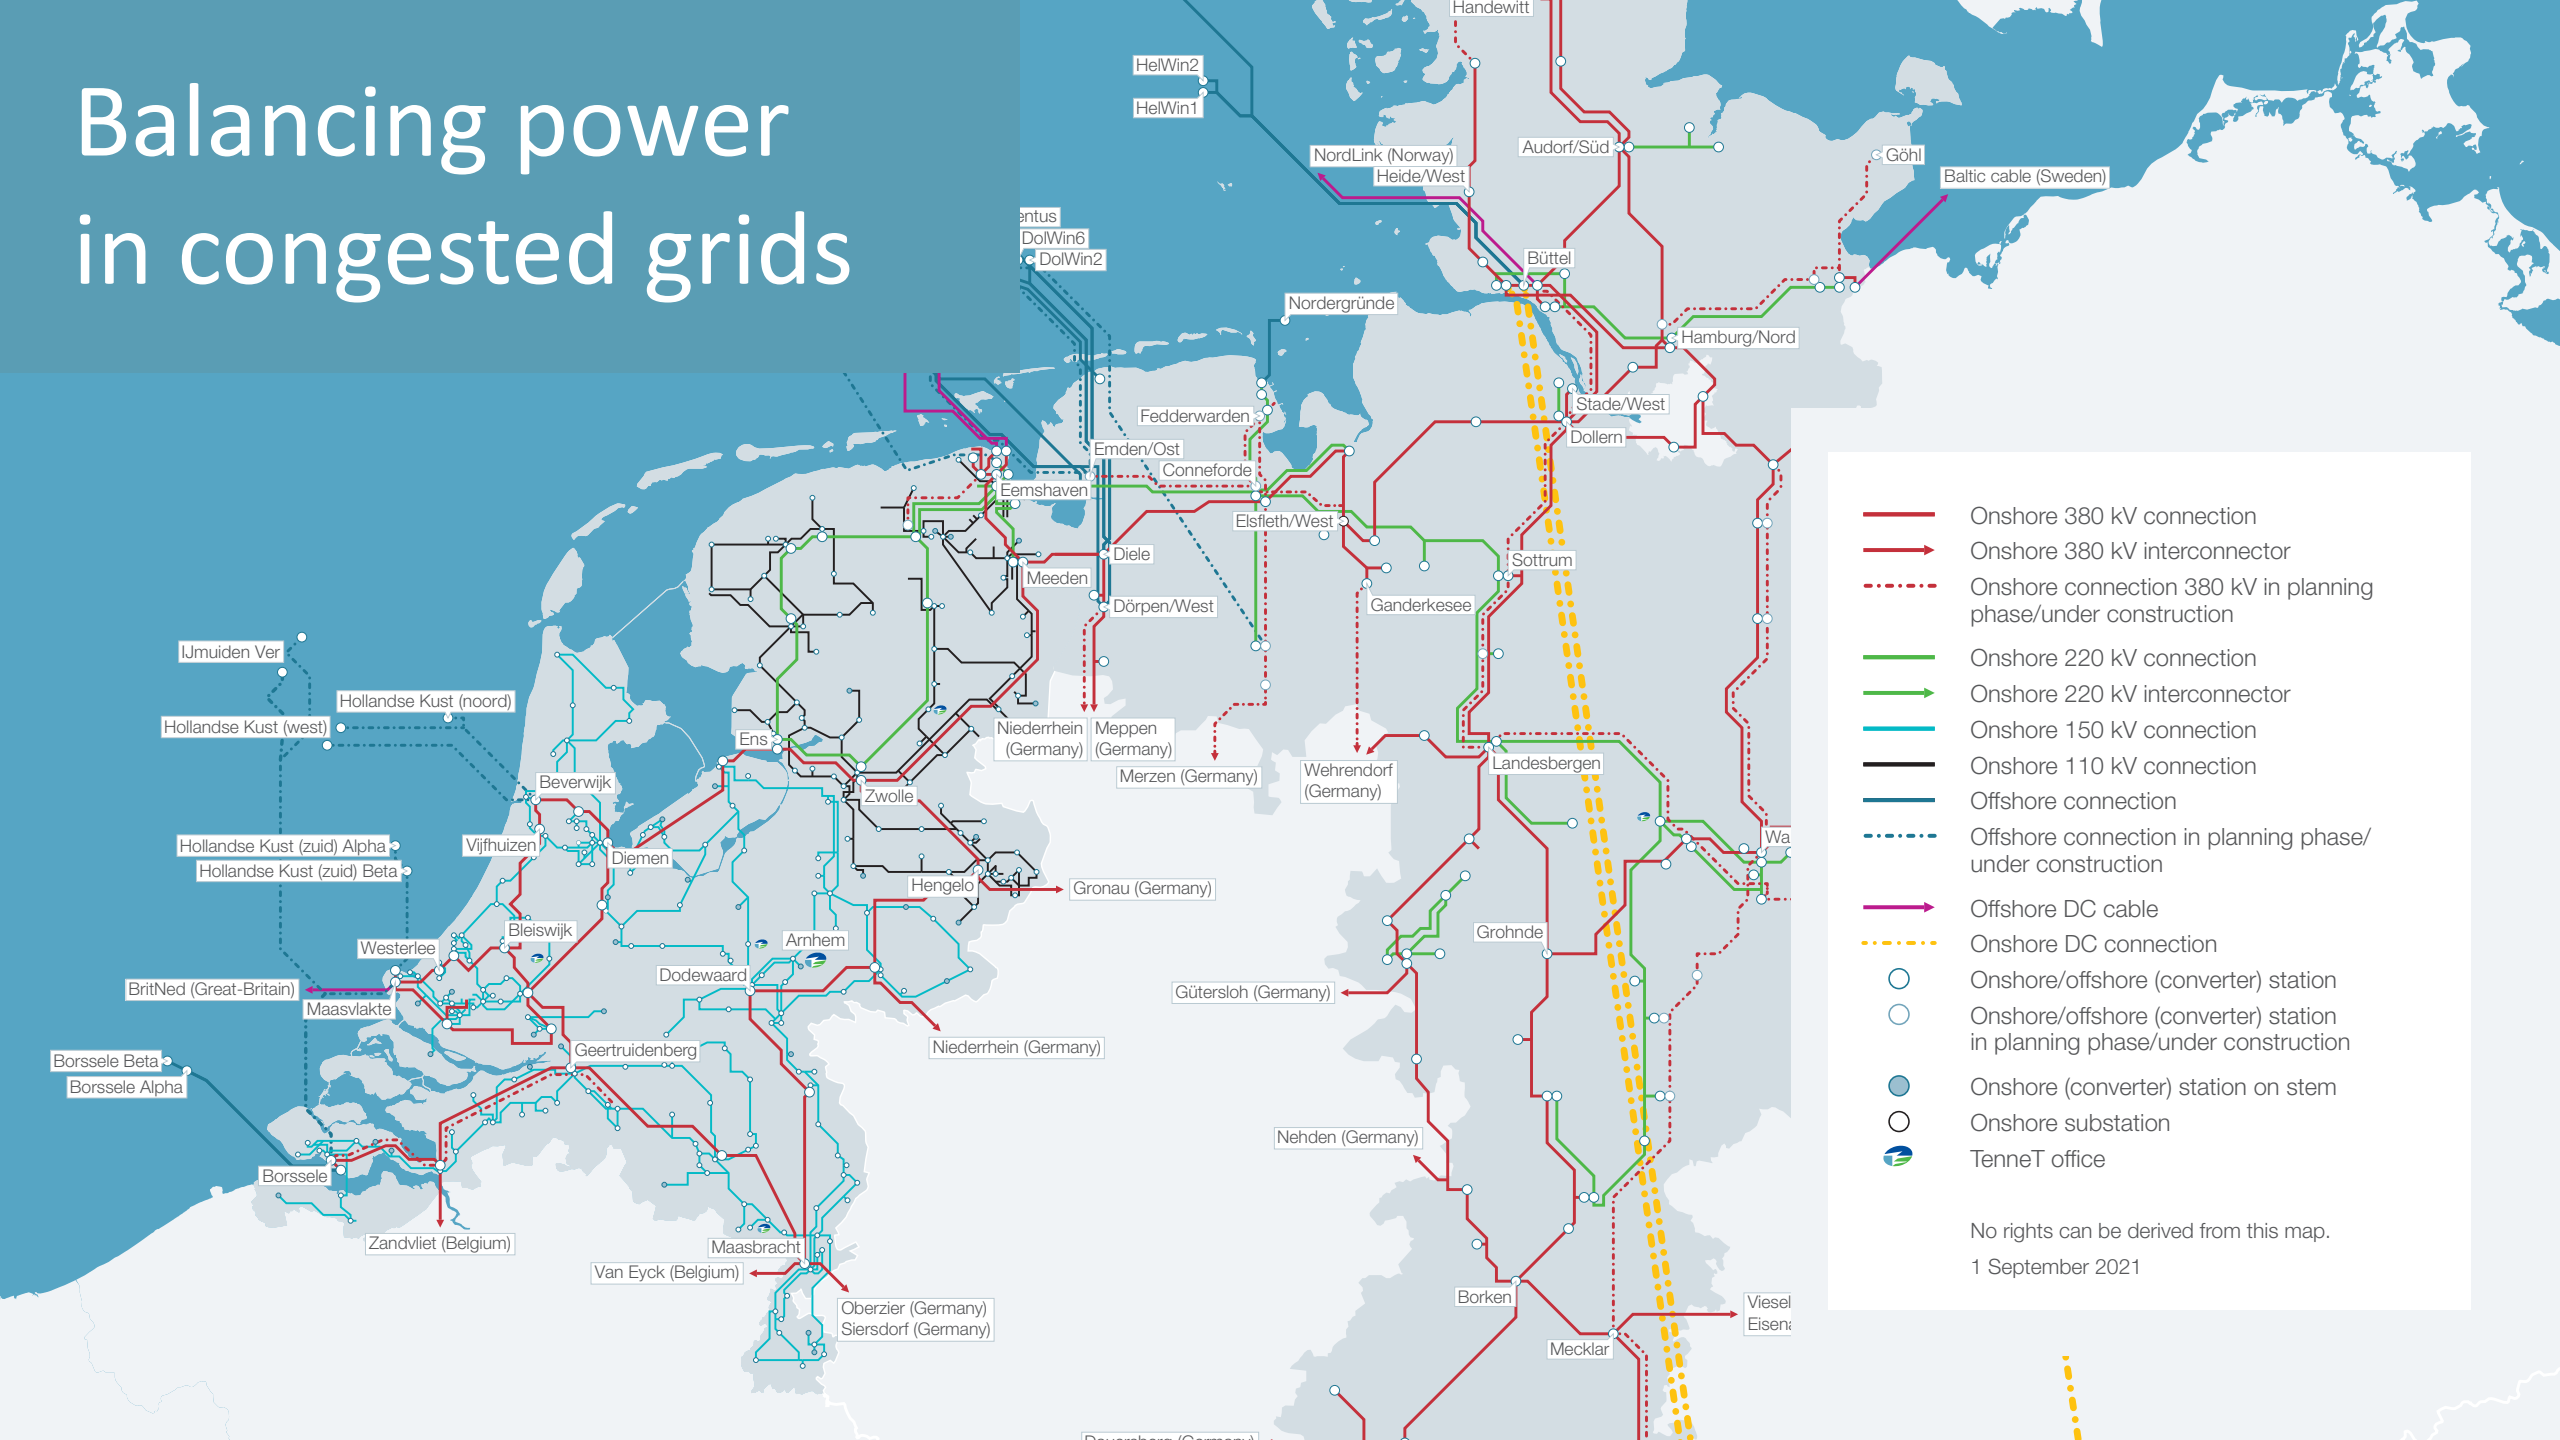 Balancing power
in congested grids
Handewitt
HelWin2
HelWin1
NordLink (Norway)
Heide/West
Audorf/Süd
Göhl
Baltic cable (Sweden)
entus
DolWin6
DolWin2
Büttel
Nordergründe
Hamburg/Nord
Fedderwarden
Stade/West
Dollern
Emden/Ost
Conneforde
Eemshaven
Elsfleth/West
Diele
Meeden
Sottrum
Dörpen/West
Ganderkesee
IJmuiden Ver
Hollandse Kust (noord)
Hollandse Kust (west)
Niederrhein
(Germany)
Meppen
(Germany)
Ens
Merzen (Germany)
Wehrendorf
(Germany)
Landesbergen
Beverwijk
Zwolle
Vijfhuizen
Diemen
Hollandse Kust (zuid) Alpha
Hollandse Kust (zuid) Beta
Wa
Hengelo
Gronau (Germany)
Bleiswijk
Westerlee
Arnhem
Grohnde
Dodewaard
BritNed (Great-Britain)
Maasvlakte
Gütersloh (Germany)
Niederrhein (Germany)
Geertruidenberg
Borssele Beta
Borssele Alpha
Nehden (Germany)
Borssele
Zandvliet (Belgium)
Maasbracht
Van Eyck (Belgium)
Oberzier (Germany)
Siersdorf (Germany)
Borken
Viesel
Eisena
Mecklar
Onshore 380 kV connection
Onshore 380 kV interconnector
Onshore connection 380 kV in planning
phase/under construction
Onshore 220 kV connection
Onshore 220 kV interconnector
Onshore 150 kV connection
Onshore 110 kV connection
Offshore connection
Offshore connection in planning phase/
under construction
Offshore DC cable
Onshore DC connection
Onshore/offshore (converter) station
Onshore/offshore (converter) station
in planning phase/under construction
Onshore (converter) station on stem
Onshore substation
TenneT office
No rights can be derived from this map.
1 September 2021